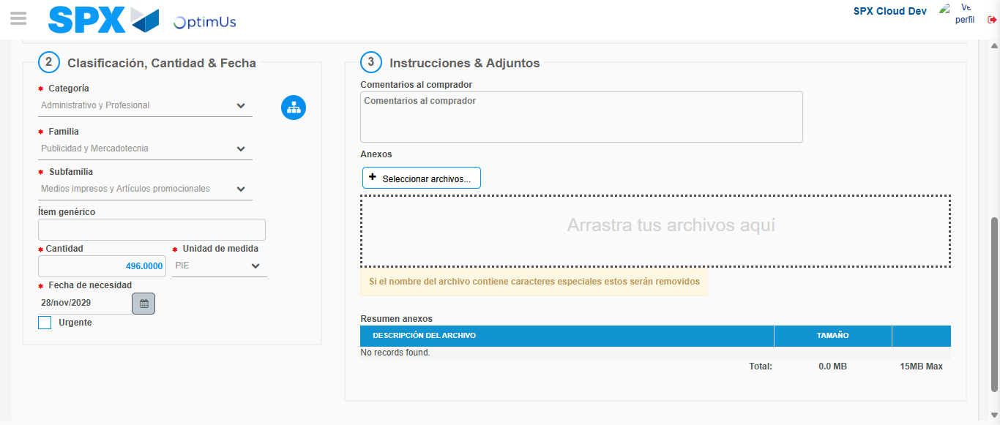 SPX OptimUs
SPX Cloud Dev
Ve
perfil
2 Clasificación, Cantidad & Fecha
* Categoría
Administrativo y Profesional
* Familia
Publicidad y Mercadotecnia
* Subfamilia
Medios impresos y Artículos promocionales
Ítem genérico
* Cantidad * Unidad de medida
496.0000 PIE
* Fecha de necesidad
28/nov/2029
Urgente
3 Instrucciones & Adjuntos
Comentarios al comprador
Comentarios al comprador
Anexos
+ Seleccionar archivos...
Arrastra tus archivos aquí
Si el nombre del archivo contiene caracteres especiales estos serán removidos
Resumen anexos
DESCRIPCIÓN DEL ARCHIVO TAMAÑO
No records found.
Total: 0.0 MB 15MB Max